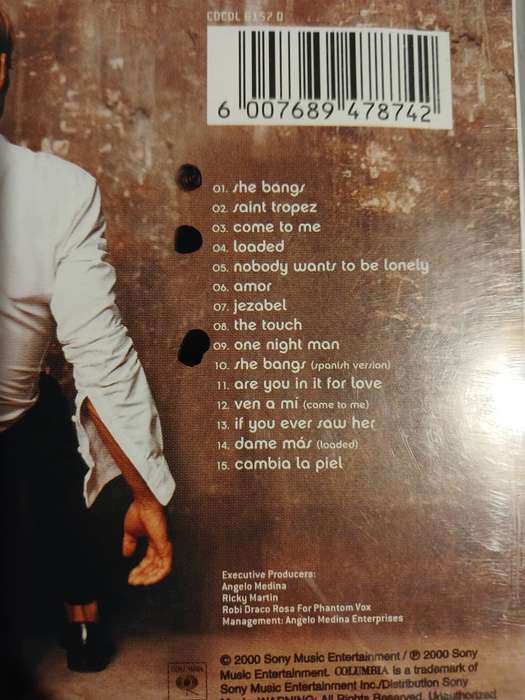 CDCOL 6157 D
6 007689 478742
01. she bangs
02. saint tropez
03. come to me
04. loaded
05. nobody wants to be lonely
06. amor
07. jezabel
08. the touch
09. one night man
10. she bangs (spanish version)
11. are you in it for love
12. ven a mí (come to me)
13. if you ever saw her
14. dame más (loaded)
15. cambia la piel
Executive Producers:
Angelo Medina
Ricky Martin
Robi Draco Rosa For Phantom Vox
Management: Angelo Medina Enterprises
© 2000 Sony Music Entertainment / ℗ 2000 Sony
Music Entertainment. COLUMBIA is a trademark of
Sony Music Entertainment Inc./Distribution Sony
WARNING: All Rights Reserved. Unauthorized
COLUMBIA